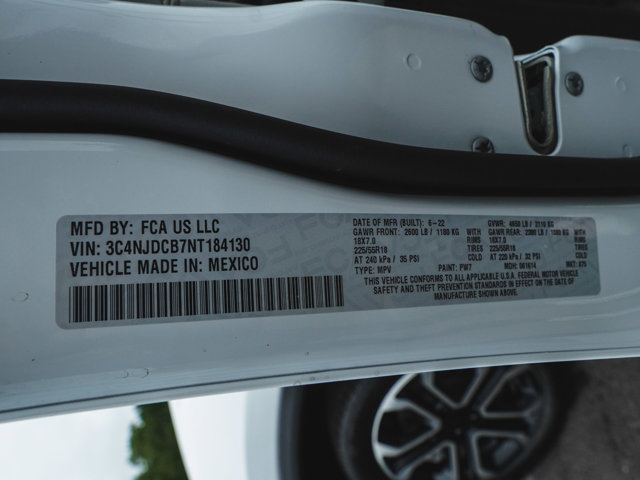 MFD BY: FCA US LLC
VIN: 3C4NJDCB7NT184130
VEHICLE MADE IN: MEXICO
DATE OF MFR (BUILT): 6-22 GVWR: 4650 LB / 2110 KG
GAWR FRONT: 2600 LB / 1180 KG WITH GAWR REAR: 2380 LB / 1080 KG WITH
18X7.0 RIMS 18X7.0 RIMS
225/55R18 TIRES 225/55R18 TIRES
AT 240 kPa / 35 PSI COLD AT 220 kPa / 32 PSI COLD
TYPE: MPV PAINT: PW7 MDH: 061614 MKT: 
THIS VEHICLE CONFORMS TO ALL APPLICABLE U.S.A. FEDERAL MOTOR VEHICLE
SAFETY, BUMPER, AND THEFT PREVENTION STANDARDS IN EFFECT ON THE DATE OF
MANUFACTURE SHOWN ABOVE.